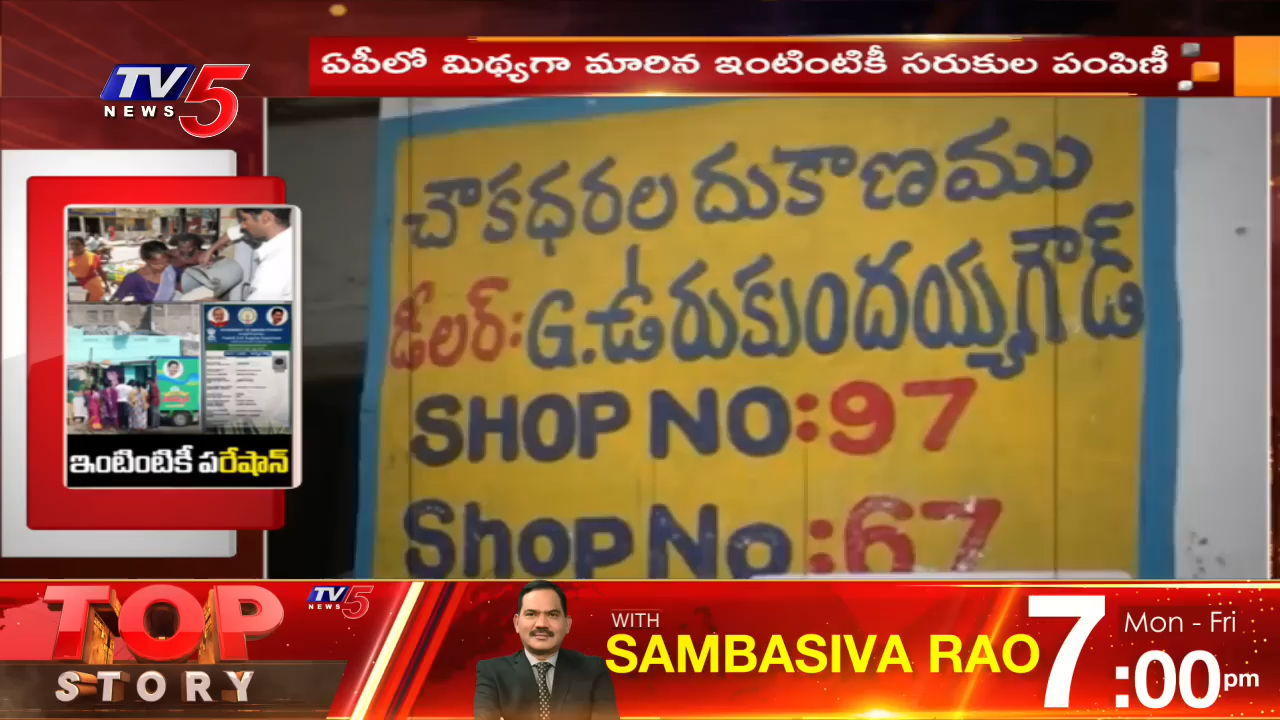 ఏపీలో మిథ్యగా మారిన ఇంటింటికీ సరుకుల పంపిణీ
TV5
NEWS
చౌకధరల దుకాణము
డీలర్: G. ఊరుకుందయ్యగౌడ్
SHOP NO: 97
Shop No: 67
ఇంటింటికీ పరేషాన్
TOP
STORY
TV5
NEWS
WITH
SAMBASIVA RAO
Mon - Fri
7:00pm